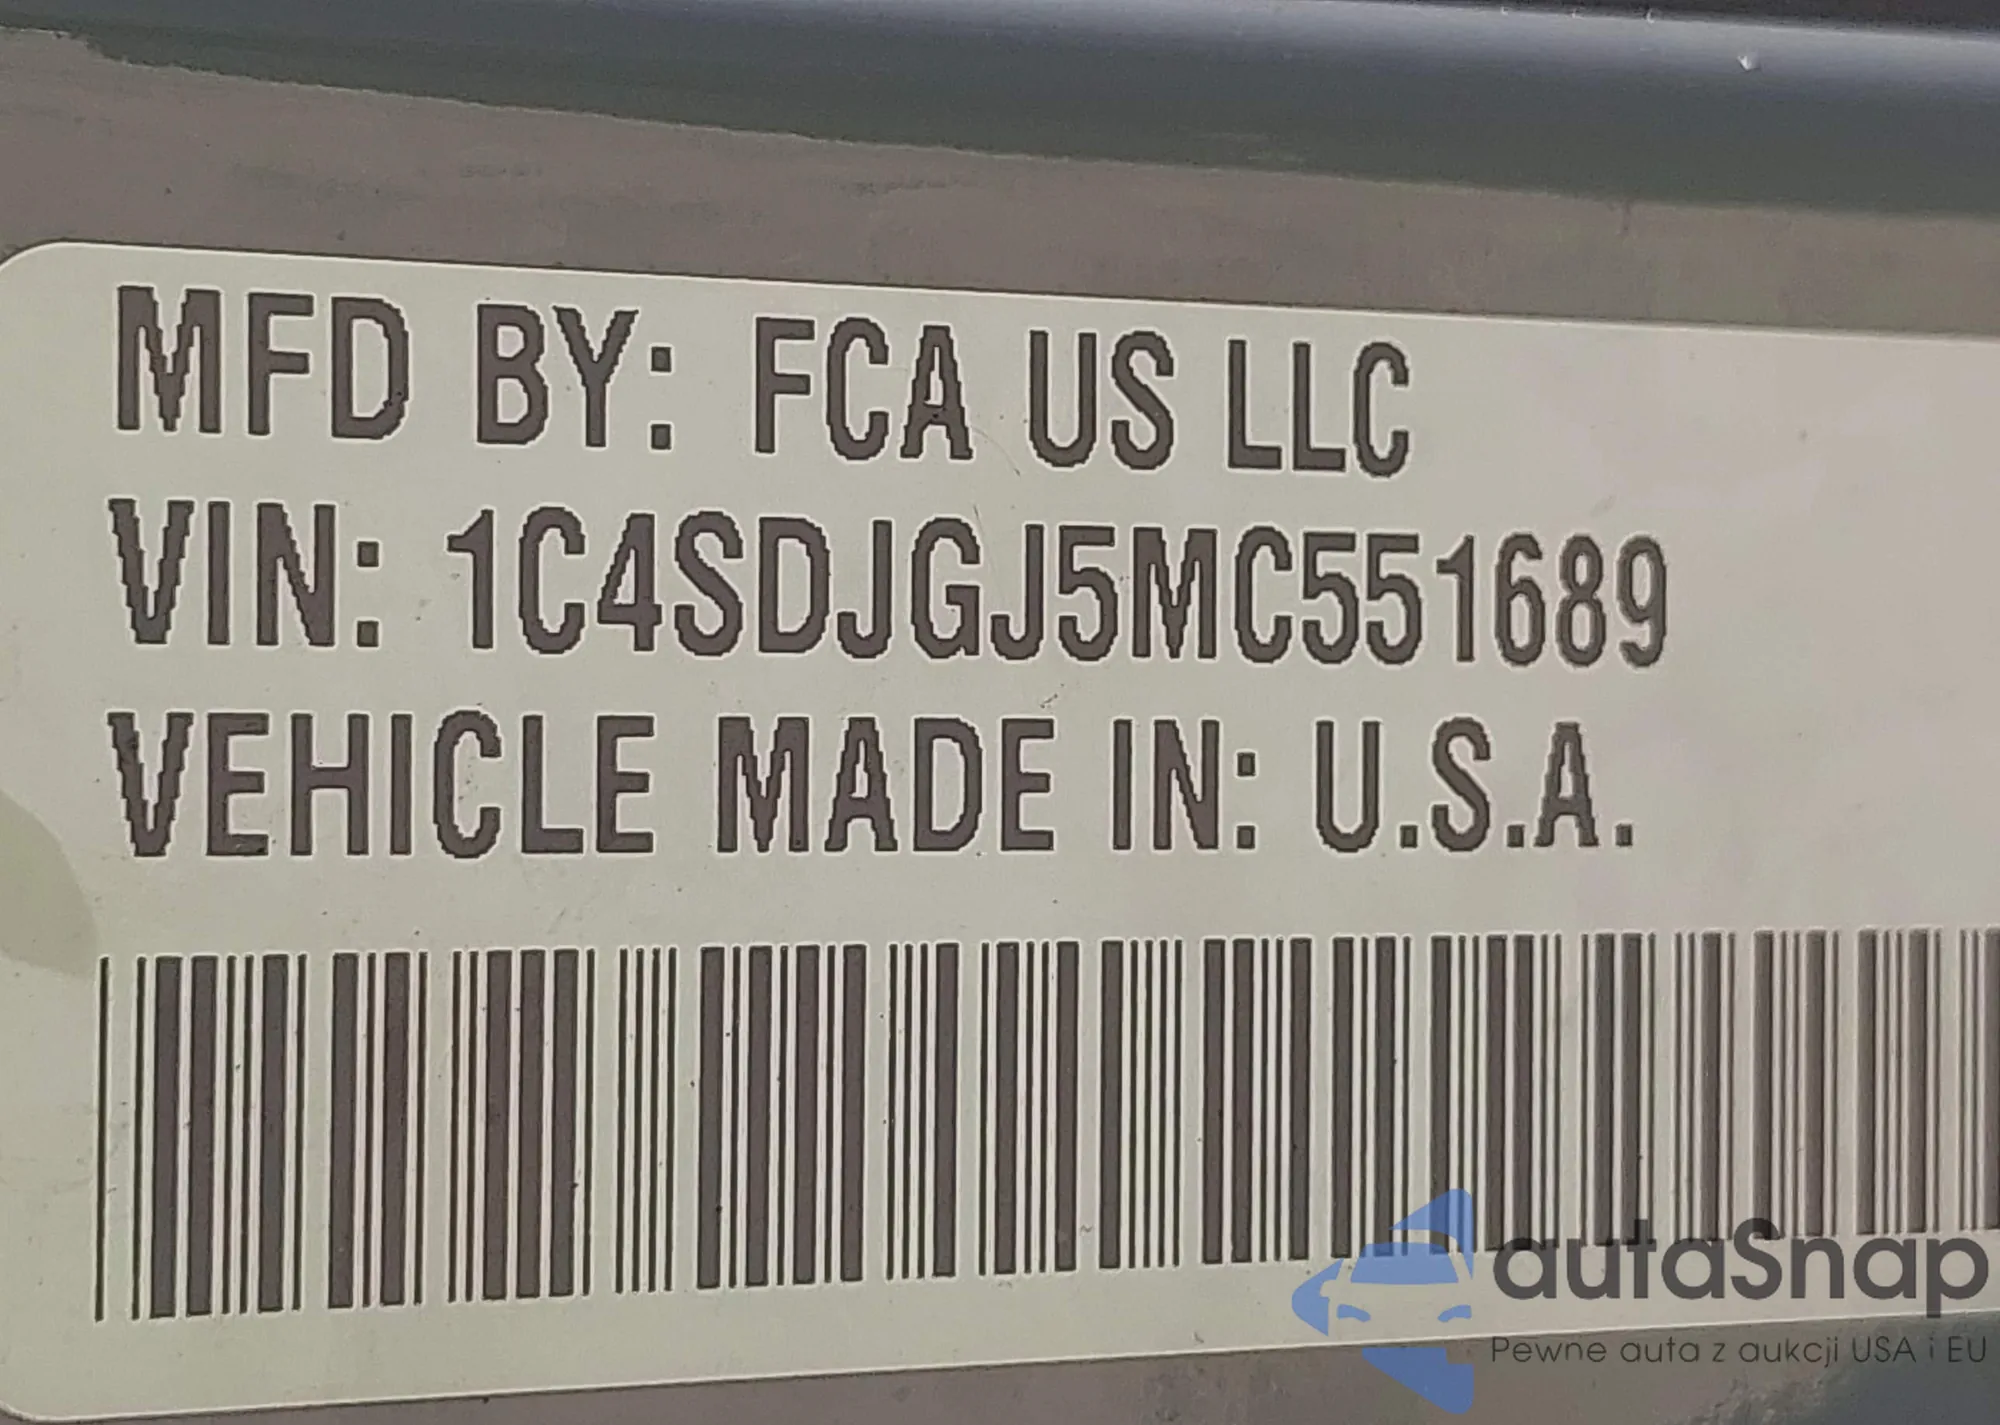 MFD BY: FCA US LLC
VIN: 1C4SDJGJ5MC551689
VEHICLE MADE IN: U.S.A.
autaSnap
Pewne auta z aukcji USA i EU